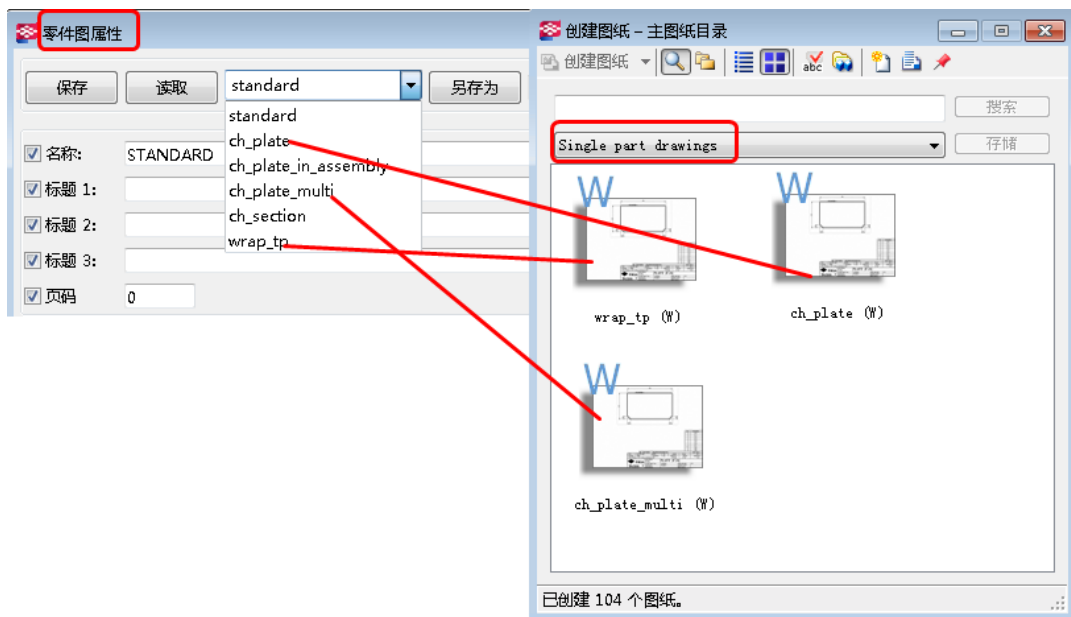 零件图属性
保存
读取
standard
另存为
standard
ch_plate
ch_plate_in_assembly
ch_plate_multi
ch_section
wrap_tp
名称:
STANDARD
标题 1:
标题 2:
标题 3:
页码
0
创建图纸 – 主图纸目录
创建图纸
abc
搜索
Single part drawings
存储
W
W
wrap_tp (W)
ch_plate (W)
W
ch_plate_multi (W)
已创建 104 个图纸。